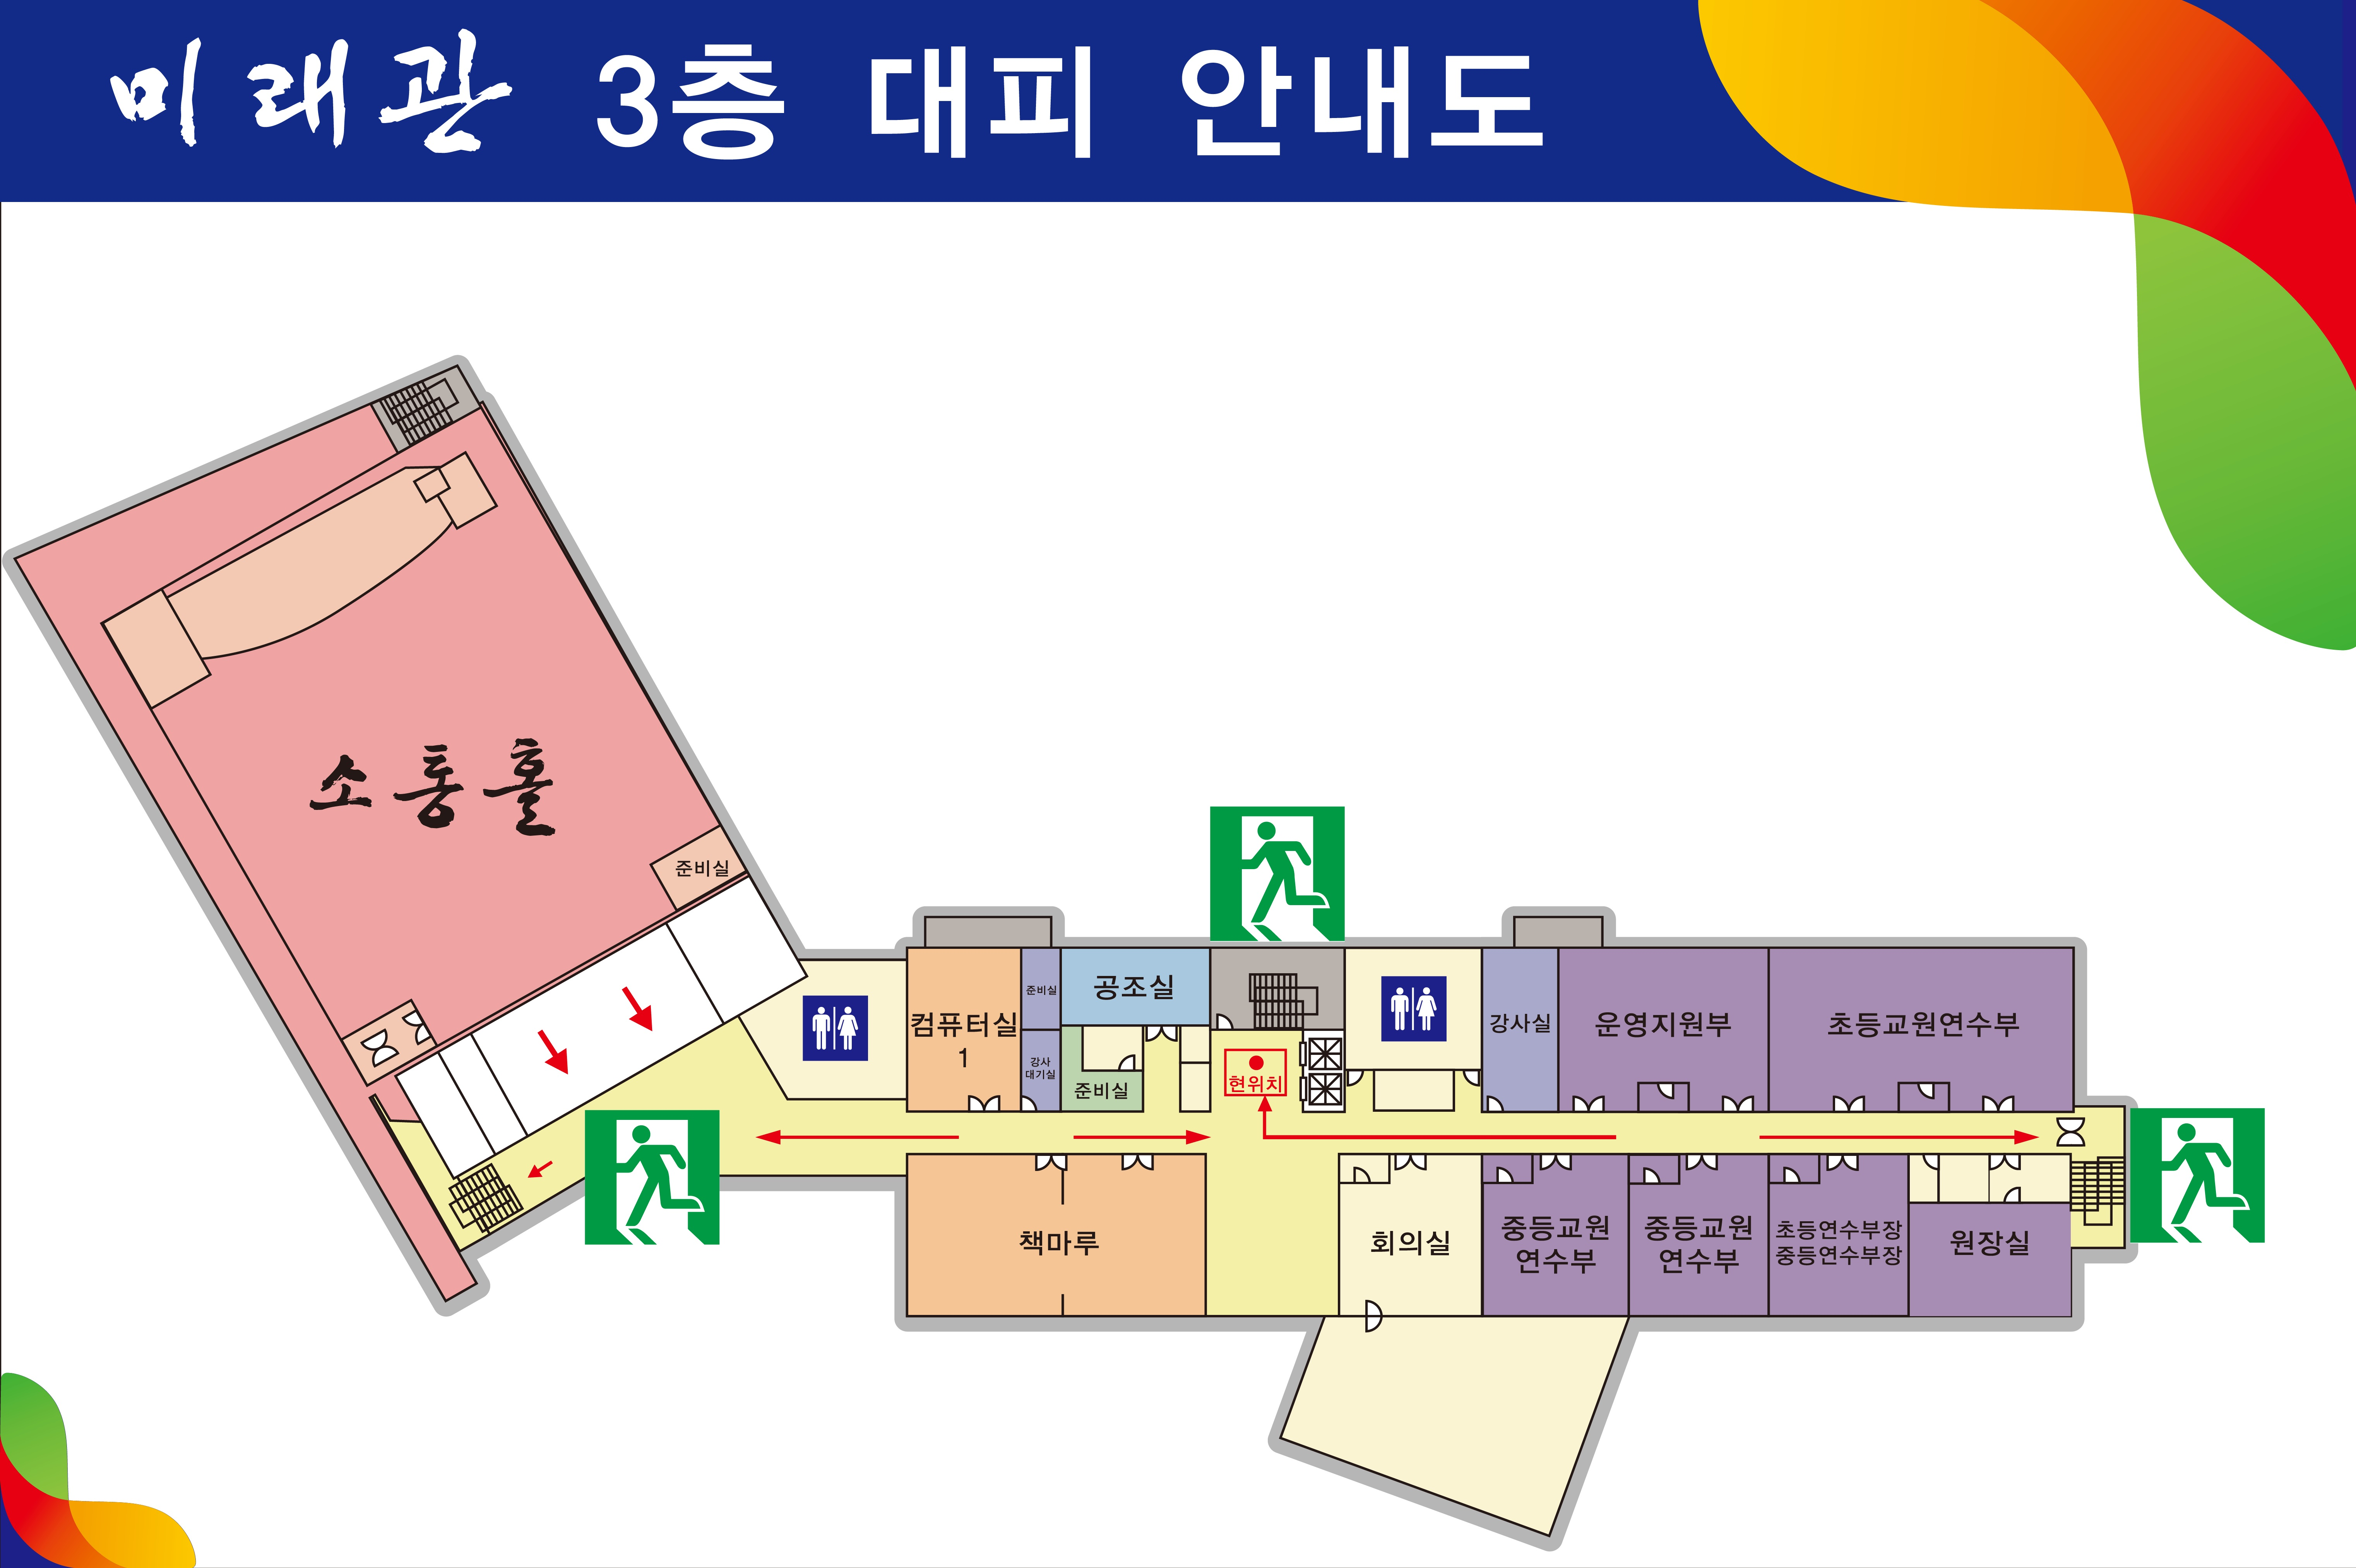 미래관 3층 대피 안내도
소통홀
준비실
컴퓨터실
1
준비실
강사
대기실
공조실
준비실
현위치
강사실
운영지원부
초등교원연수부
책마루
회의실
중등교원
연수부
중등교원
연수부
초등연수부장
중등연수부장
원장실